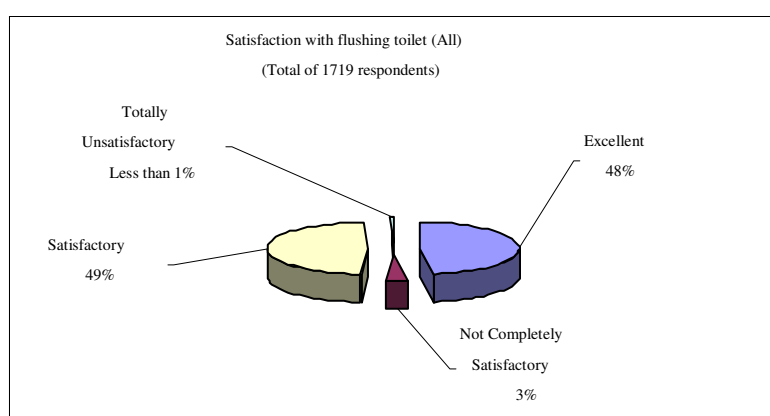 Satisfaction with flushing toilet (All)
(Total of 1719 respondents)
Totally
Unsatisfactory
Less than 1%
Excellent
48%
Satisfactory
49%
Not Completely
Satisfactory
3%